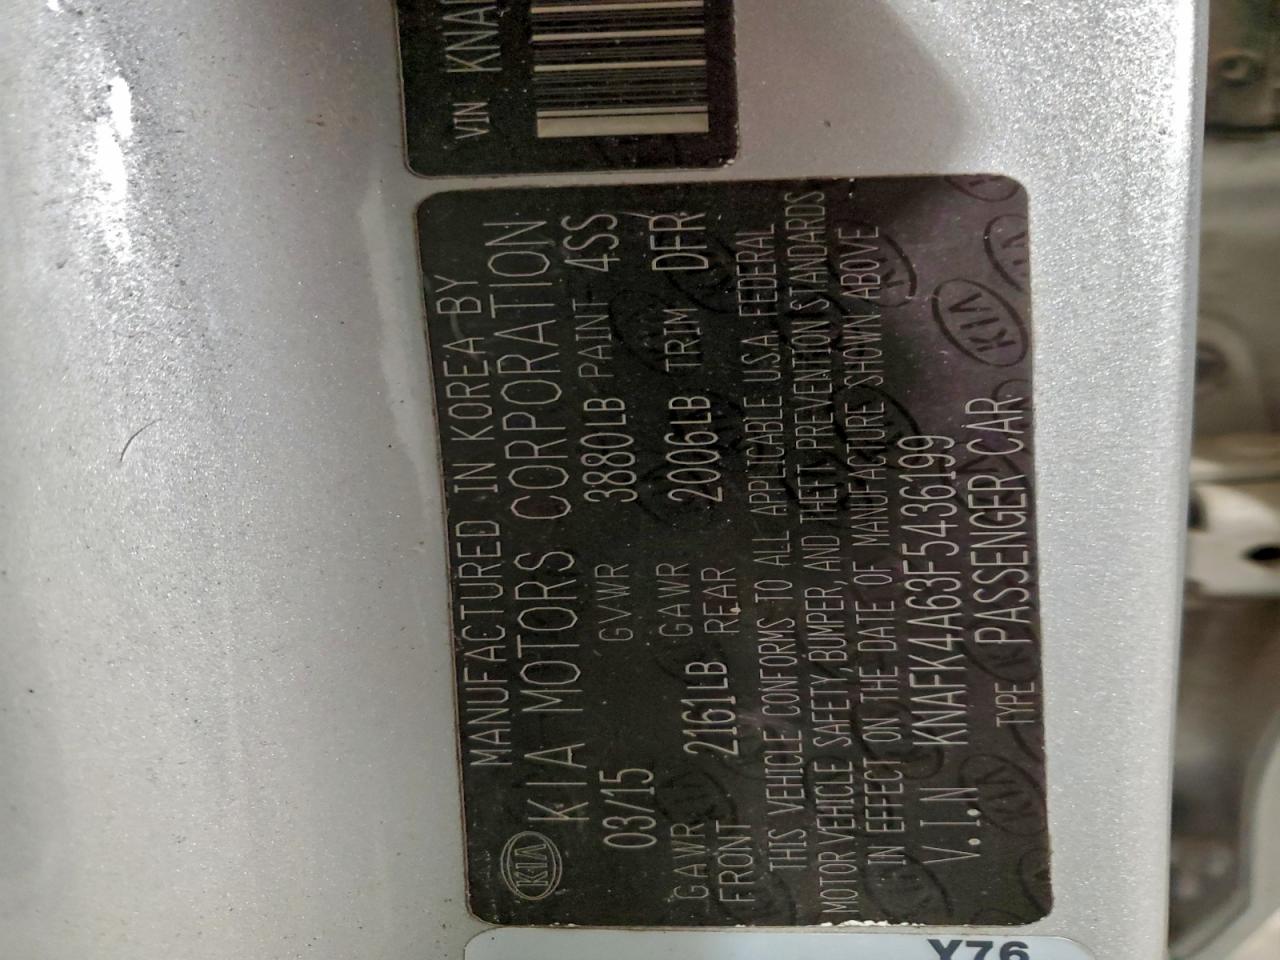 VIN KNAF
KIA
MANUFACTURED IN KOREA BY
KIA MOTORS CORPORATION
03/15 GVWR 3880LB PAINT 4SS
GAWR FRONT 2161LB GAWR REAR 2006LB TRIM DFR
THIS VEHICLE CONFORMS TO ALL APPLICABLE U.S.A. FEDERAL
MOTOR VEHICLE SAFETY, BUMPER, AND THEFT PREVENTION STANDARDS
IN EFFECT ON THE DATE OF MANUFACTURE SHOWN ABOVE
V.I.N KNAFK4A63F5436199
TYPE PASSENGER CAR
Y76